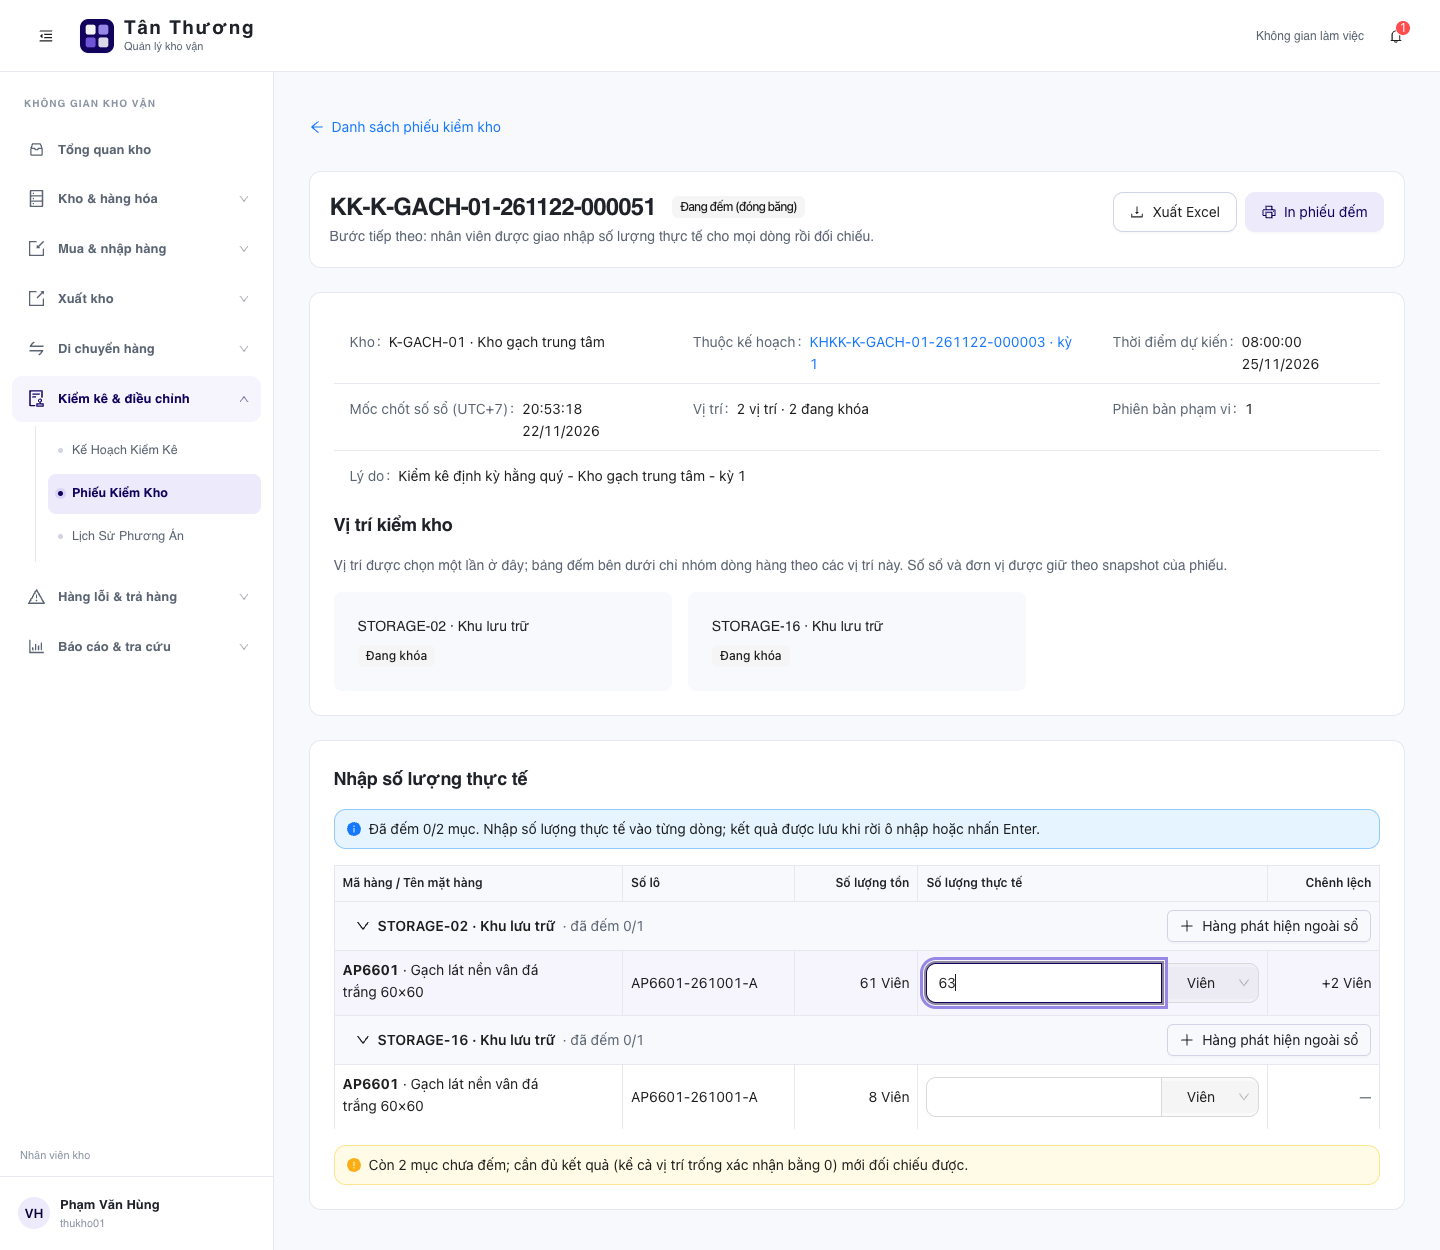 Tân Thương
Quản lý kho vận
Không gian làm việc
1
KHÔNG GIAN KHO VẬN
Tổng quan kho
Kho & hàng hóa
Mua & nhập hàng
Xuất kho
Di chuyển hàng
Kiểm kê & điều chỉnh
Kế Hoạch Kiểm Kê
Phiếu Kiểm Kho
Lịch Sử Phương Án
Hàng lỗi & trả hàng
Báo cáo & tra cứu
Nhân viên kho
VH
Phạm Văn Hùng
thukho01
Danh sách phiếu kiểm kho
KK-K-GACH-01-261122-000051 Đang đếm (đóng băng)
Bước tiếp theo: nhân viên được giao nhập số lượng thực tế cho mọi dòng rồi đối chiếu.
Xuất Excel
In phiếu đếm
Kho: K-GACH-01 · Kho gạch trung tâm
Thuộc kế hoạch: KHKK-K-GACH-01-261122-000003 · kỳ
1
Thời điểm dự kiến: 08:00:00
25/11/2026
Mốc chốt số sổ (UTC+7): 20:53:18
22/11/2026
Vị trí: 2 vị trí · 2 đang khóa
Phiên bản phạm vi: 1
Lý do: Kiểm kê định kỳ hằng quý - Kho gạch trung tâm - kỳ 1
Vị trí kiểm kho
Vị trí được chọn một lần ở đây; bảng đếm bên dưới chỉ nhóm dòng hàng theo các vị trí này. Số sổ và đơn vị được giữ theo snapshot của phiếu.
STORAGE-02 · Khu lưu trữ
Đang khóa
STORAGE-16 · Khu lưu trữ
Đang khóa
Nhập số lượng thực tế
Đã đếm 0/2 mục. Nhập số lượng thực tế vào từng dòng; kết quả được lưu khi rời ô nhập hoặc nhấn Enter.
Mã hàng / Tên mặt hàng Số lô Số lượng tồn Số lượng thực tế Chênh lệch
STORAGE-02 · Khu lưu trữ · đã đếm 0/1 Hàng phát hiện ngoài sổ
AP6601 · Gạch lát nền vân đá
trắng 60×60
AP6601-261001-A 61 Viên 63 Viên +2 Viên
STORAGE-16 · Khu lưu trữ · đã đếm 0/1 Hàng phát hiện ngoài sổ
AP6601 · Gạch lát nền vân đá
trắng 60×60
AP6601-261001-A 8 Viên Viên —
Còn 2 mục chưa đếm; cần đủ kết quả (kể cả vị trí trống xác nhận bằng 0) mới đối chiếu được.